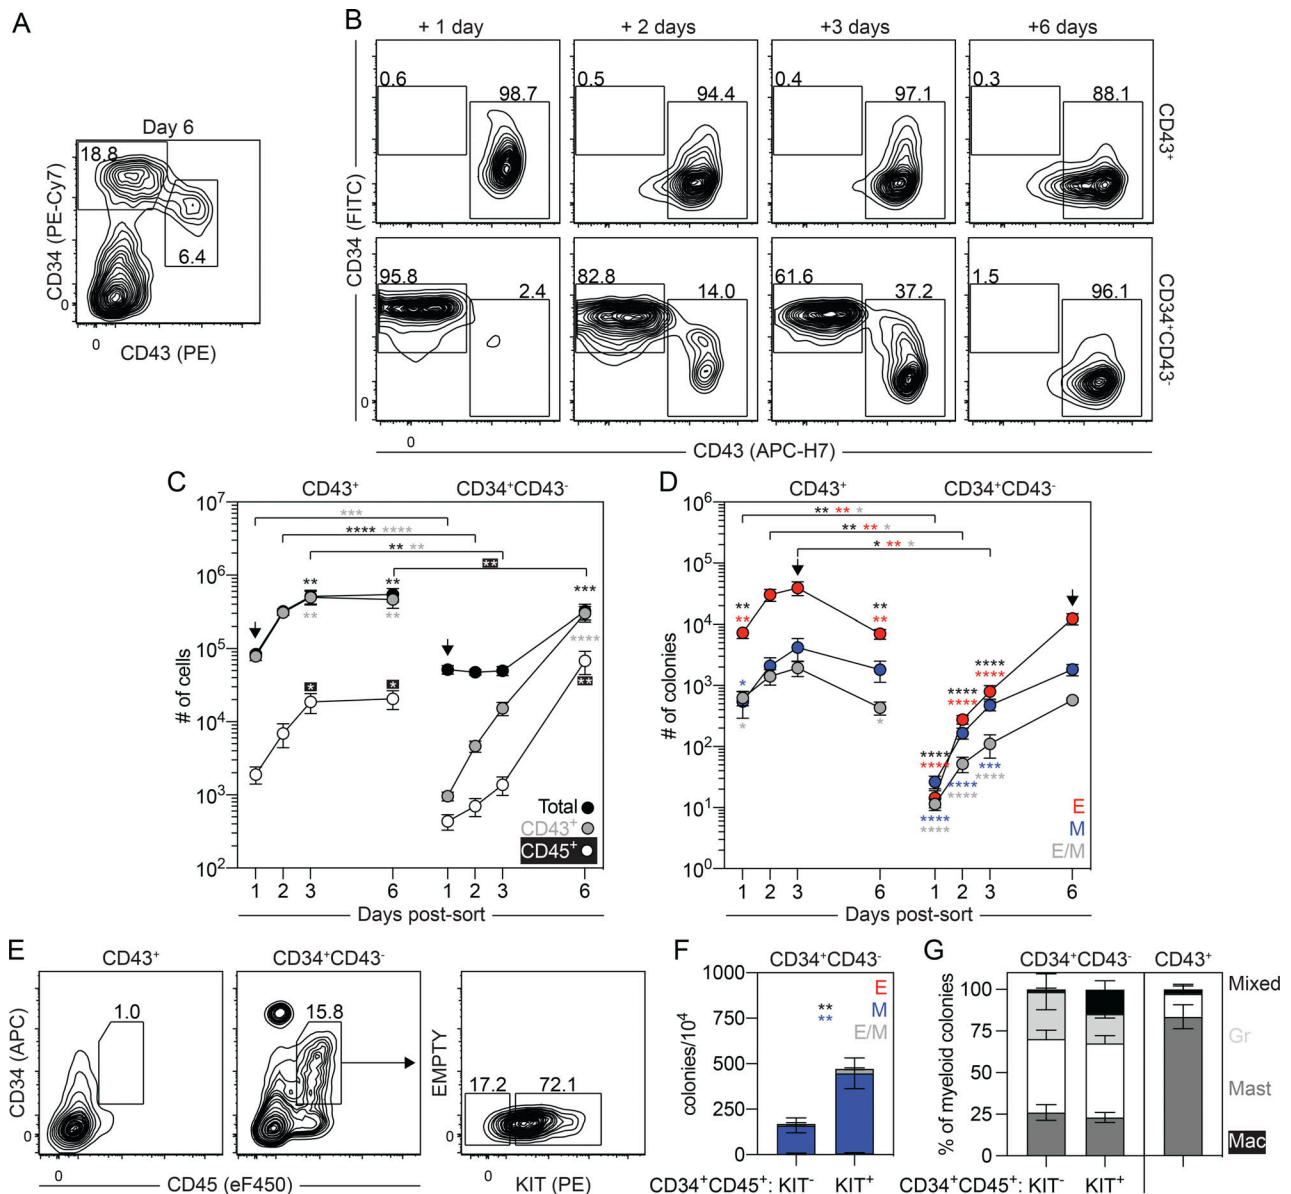 A
Day 6
18.8
6.4
CD34 (PE-Cy7)
0
0
CD43 (PE)
B
+ 1 day
+ 2 days
+3 days
+6 days
0.6
98.7
0.5
94.4
0.4
97.1
0.3
88.1
CD43+
95.8
2.4
82.8
14.0
61.6
37.2
1.5
96.1
CD34+CD43-
CD34 (FITC)
0
0
CD43 (APC-H7)
C
CD43+
CD34+CD43-
***
**** ****
** **
**
** ** ***
** ** ****
* * **
10^7
10^6
10^5
10^4
10^3
10^2
# of cells
Total
CD43+
CD45+
1 2 3 6 1 2 3 6
Days post-sort
D
CD43+
CD34+CD43-
** ** *
** ** *
* ** *
** **
** **
* *
* *
**** **** ****
**** **** ****
**** **** ***
**** **** ****
10^6
10^5
10^4
10^3
10^2
10^1
10^0
# of colonies
E
M
E/M
1 2 3 6 1 2 3 6
Days post-sort
E
CD43+
CD34+CD43-
1.0
15.8
17.2
72.1
CD34 (APC)
0
0
CD45 (eF450)
EMPTY
0
0
KIT (PE)
F
CD34+CD43-
1000
750
500
250
0
colonies/10^4
E
M
E/M
**
**
CD34+CD45+: KIT- KIT+
G
CD34+CD43-
CD43+
100
75
50
25
0
% of myeloid colonies
Mixed
Gr
Mast
Mac
CD34+CD45+: KIT- KIT+